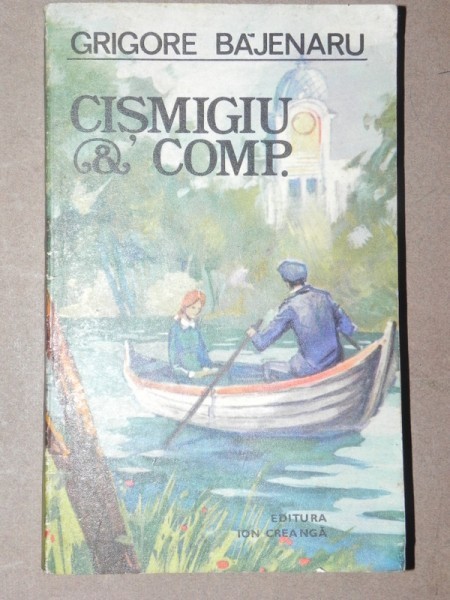 GRIGORE BĂJENARU
CIȘMIGIU
& COMP.
EDITURA
ION CREANGĂ